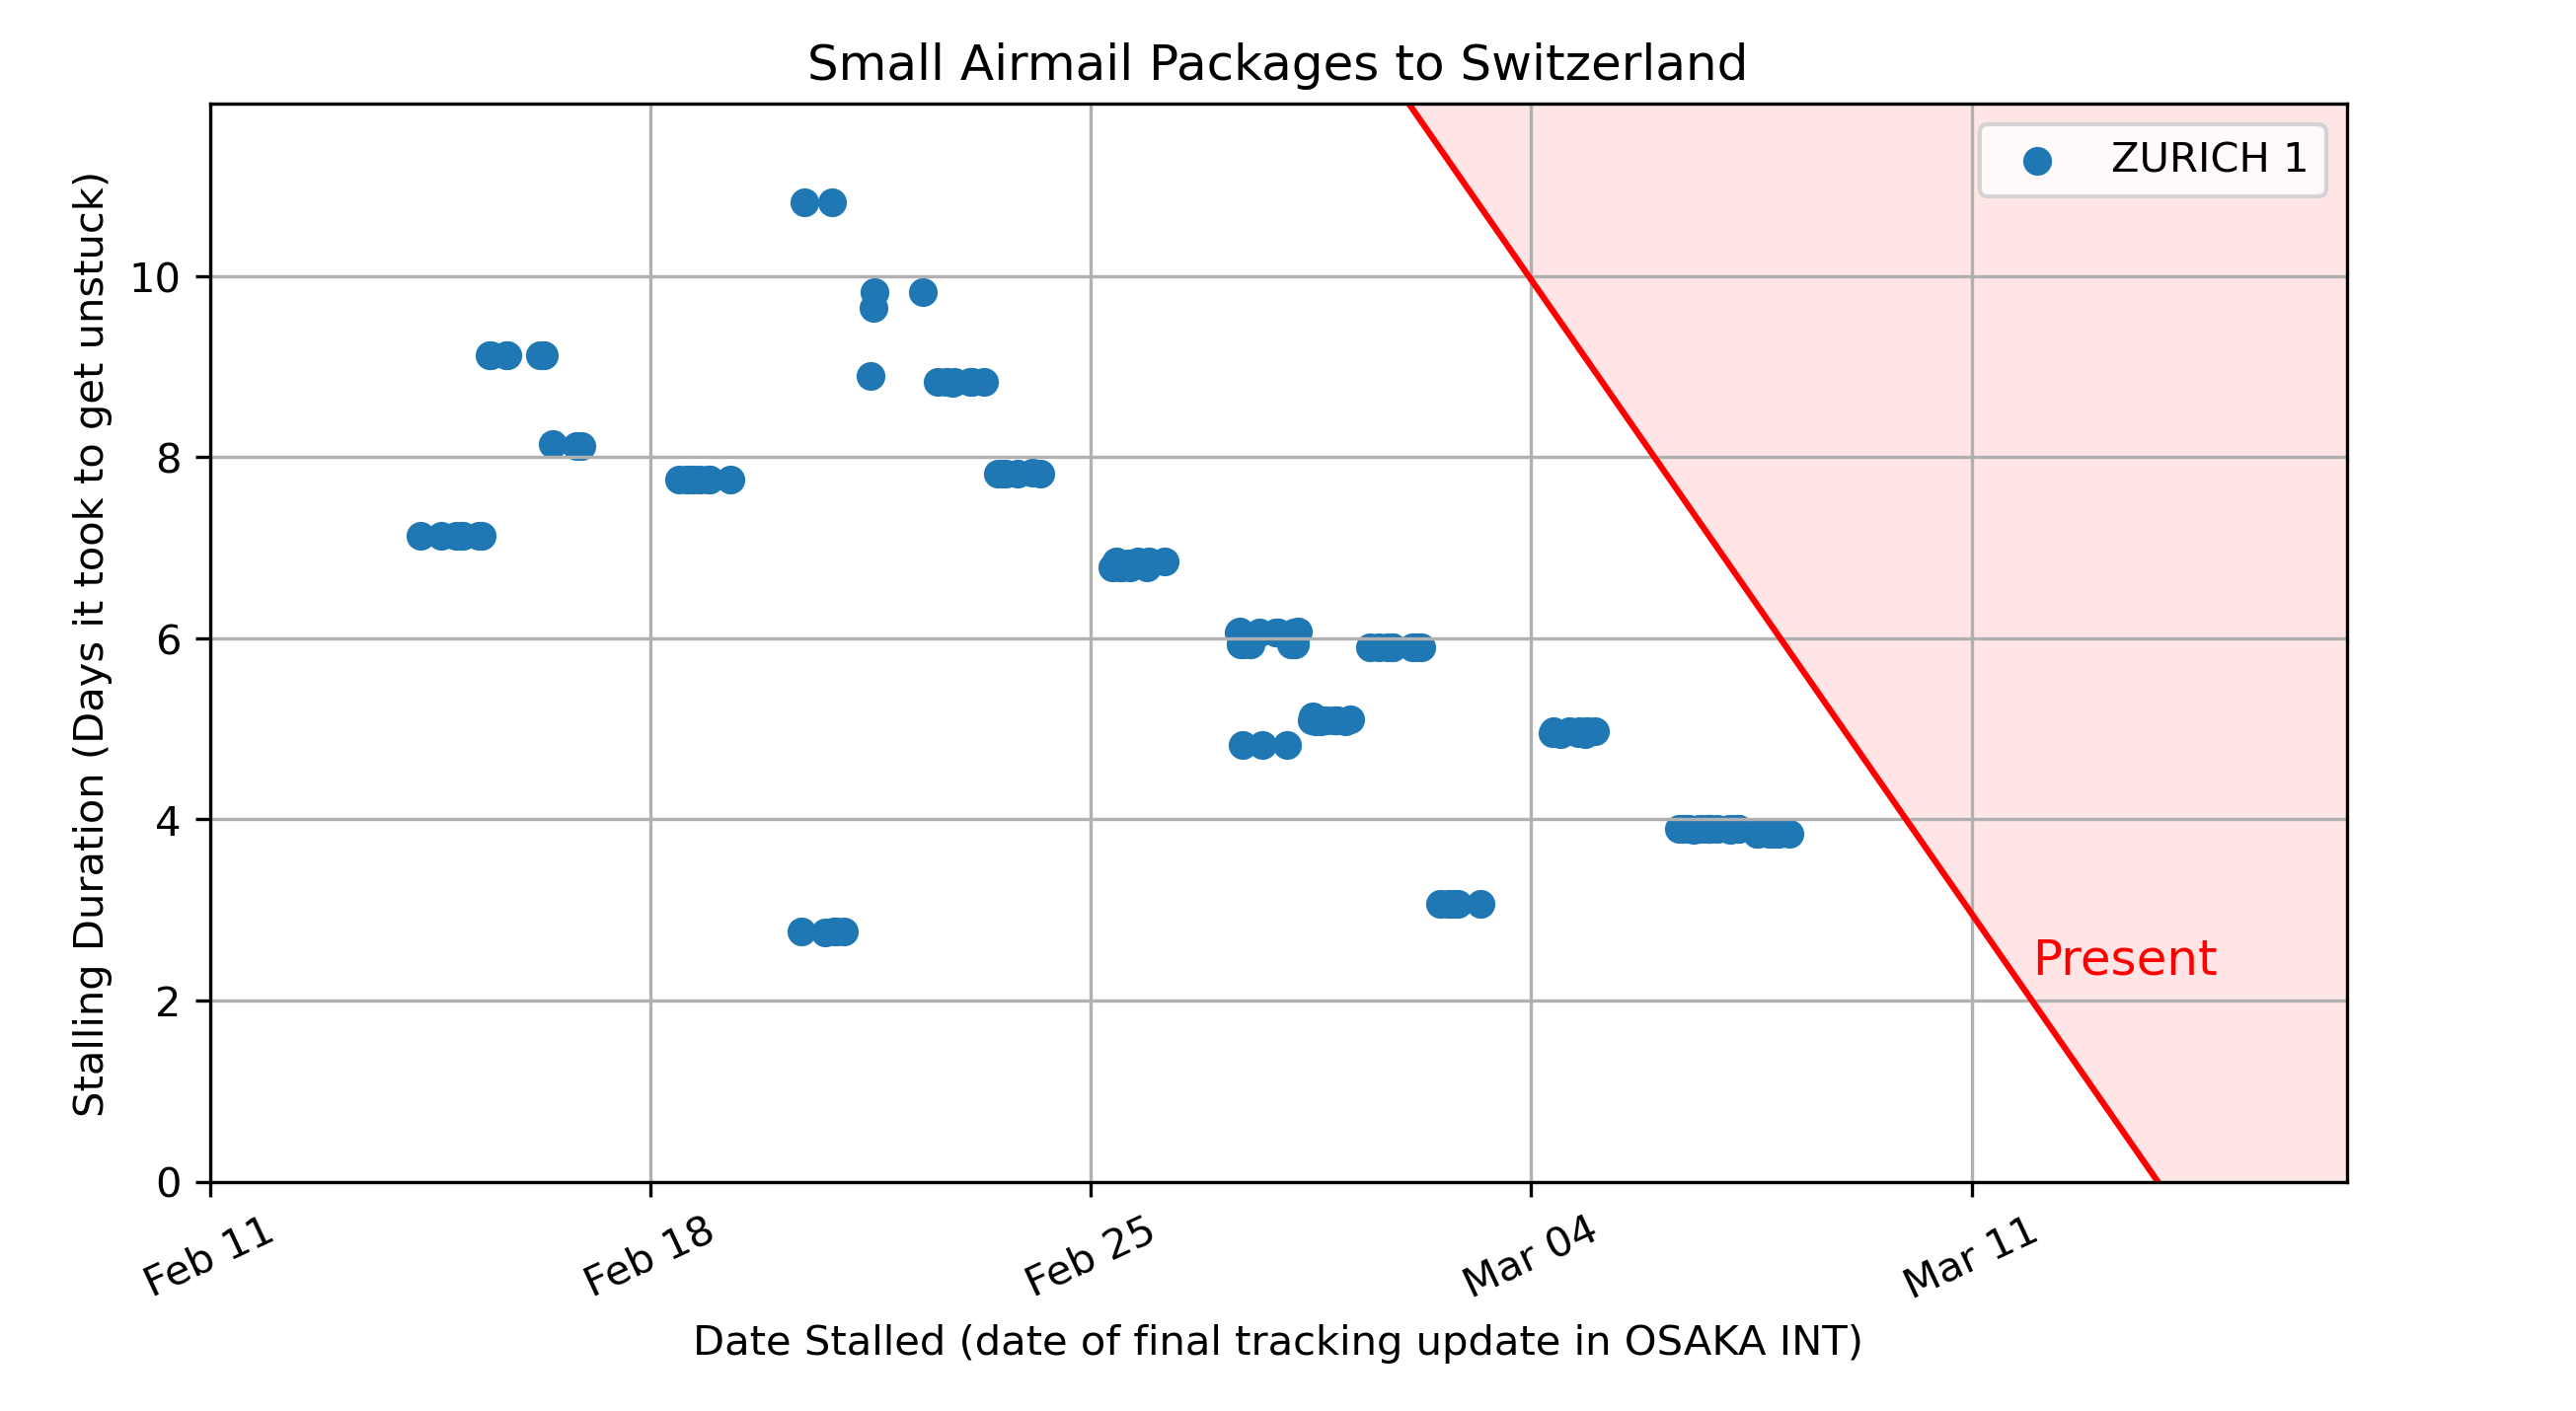 Small Airmail Packages to Switzerland
ZURICH 1
Stalling Duration (Days it took to get unstuck)
10
8
6
4
2
0
Present
Feb 11
Feb 18
Feb 25
Mar 04
Mar 11
Date Stalled (date of final tracking update in OSAKA INT)